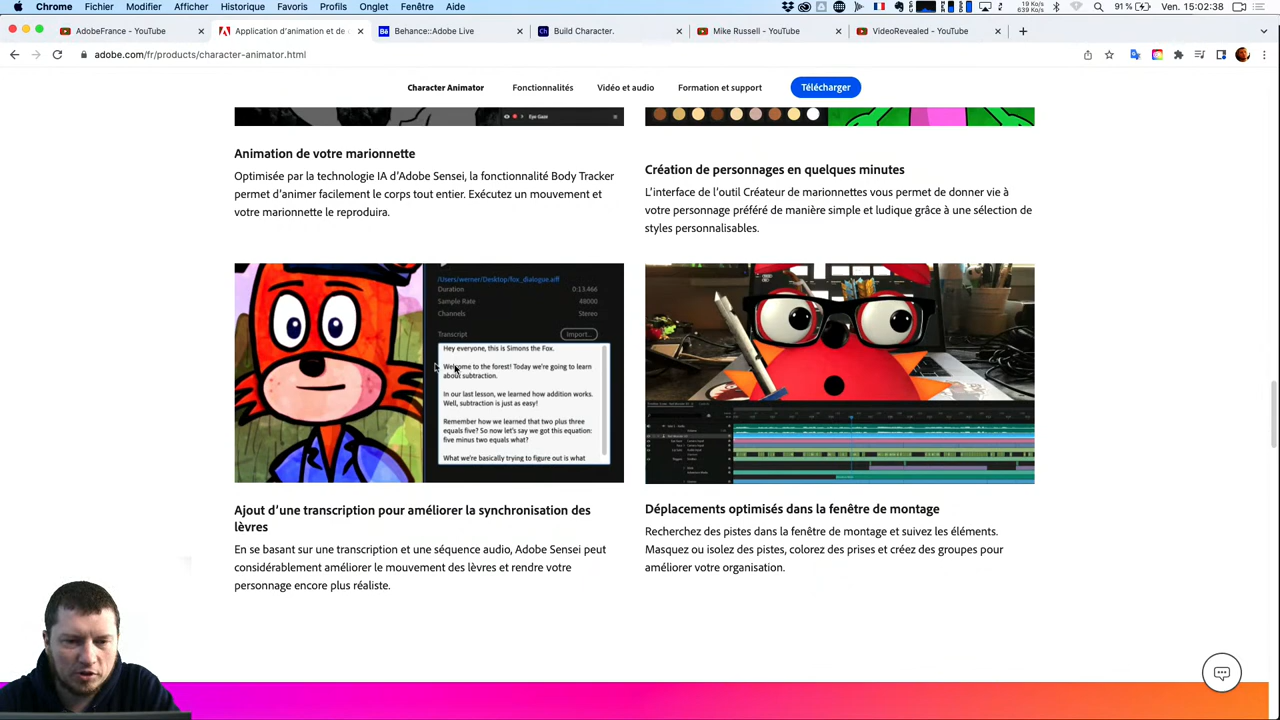 Chrome Fichier Modifier Afficher Historique Favoris Profils Onglet Fenêtre Aide
91 % Ven. 15:02:38
AdobeFrance - YouTube Application d'animation et de Behance::Adobe Live Build Character. Mike Russell - YouTube VideoRevealed - YouTube
adobe.com/fr/products/character-animator.html
Character Animator Fonctionnalités Vidéo et audio Formation et support Télécharger
Eye Gaze
Animation de votre marionnette
Optimisée par la technologie IA d'Adobe Sensei, la fonctionnalité Body Tracker
permet d'animer facilement le corps tout entier. Exécutez un mouvement et
votre marionnette le reproduira.
Création de personnages en quelques minutes
L'interface de l'outil Créateur de marionnettes vous permet de donner vie à
votre personnage préféré de manière simple et ludique grâce à une sélection de
styles personnalisables.
/Users/werner/Desktop/fox_dialogue.aiff
Duration 0:13.466
Sample Rate 48000
Channels Stereo
Transcript Import...
Hey everyone, this is Simons the Fox.
Welcome to the forest! Today we're going to learn
about subtraction.
In our last lesson, we learned how addition works.
Well, subtraction is just as easy!
Remember how we learned that two plus three
equals five? So now let's say we got this equation:
five minus two equals what?
What we're basically trying to figure out is what
Ajout d'une transcription pour améliorer la synchronisation des
lèvres
En se basant sur une transcription et une séquence audio, Adobe Sensei peut
considérablement améliorer le mouvement des lèvres et rendre votre
personnage encore plus réaliste.
Déplacements optimisés dans la fenêtre de montage
Recherchez des pistes dans la fenêtre de montage et suivez les éléments.
Masquez ou isolez des pistes, colorez des prises et créez des groupes pour
améliorer votre organisation.